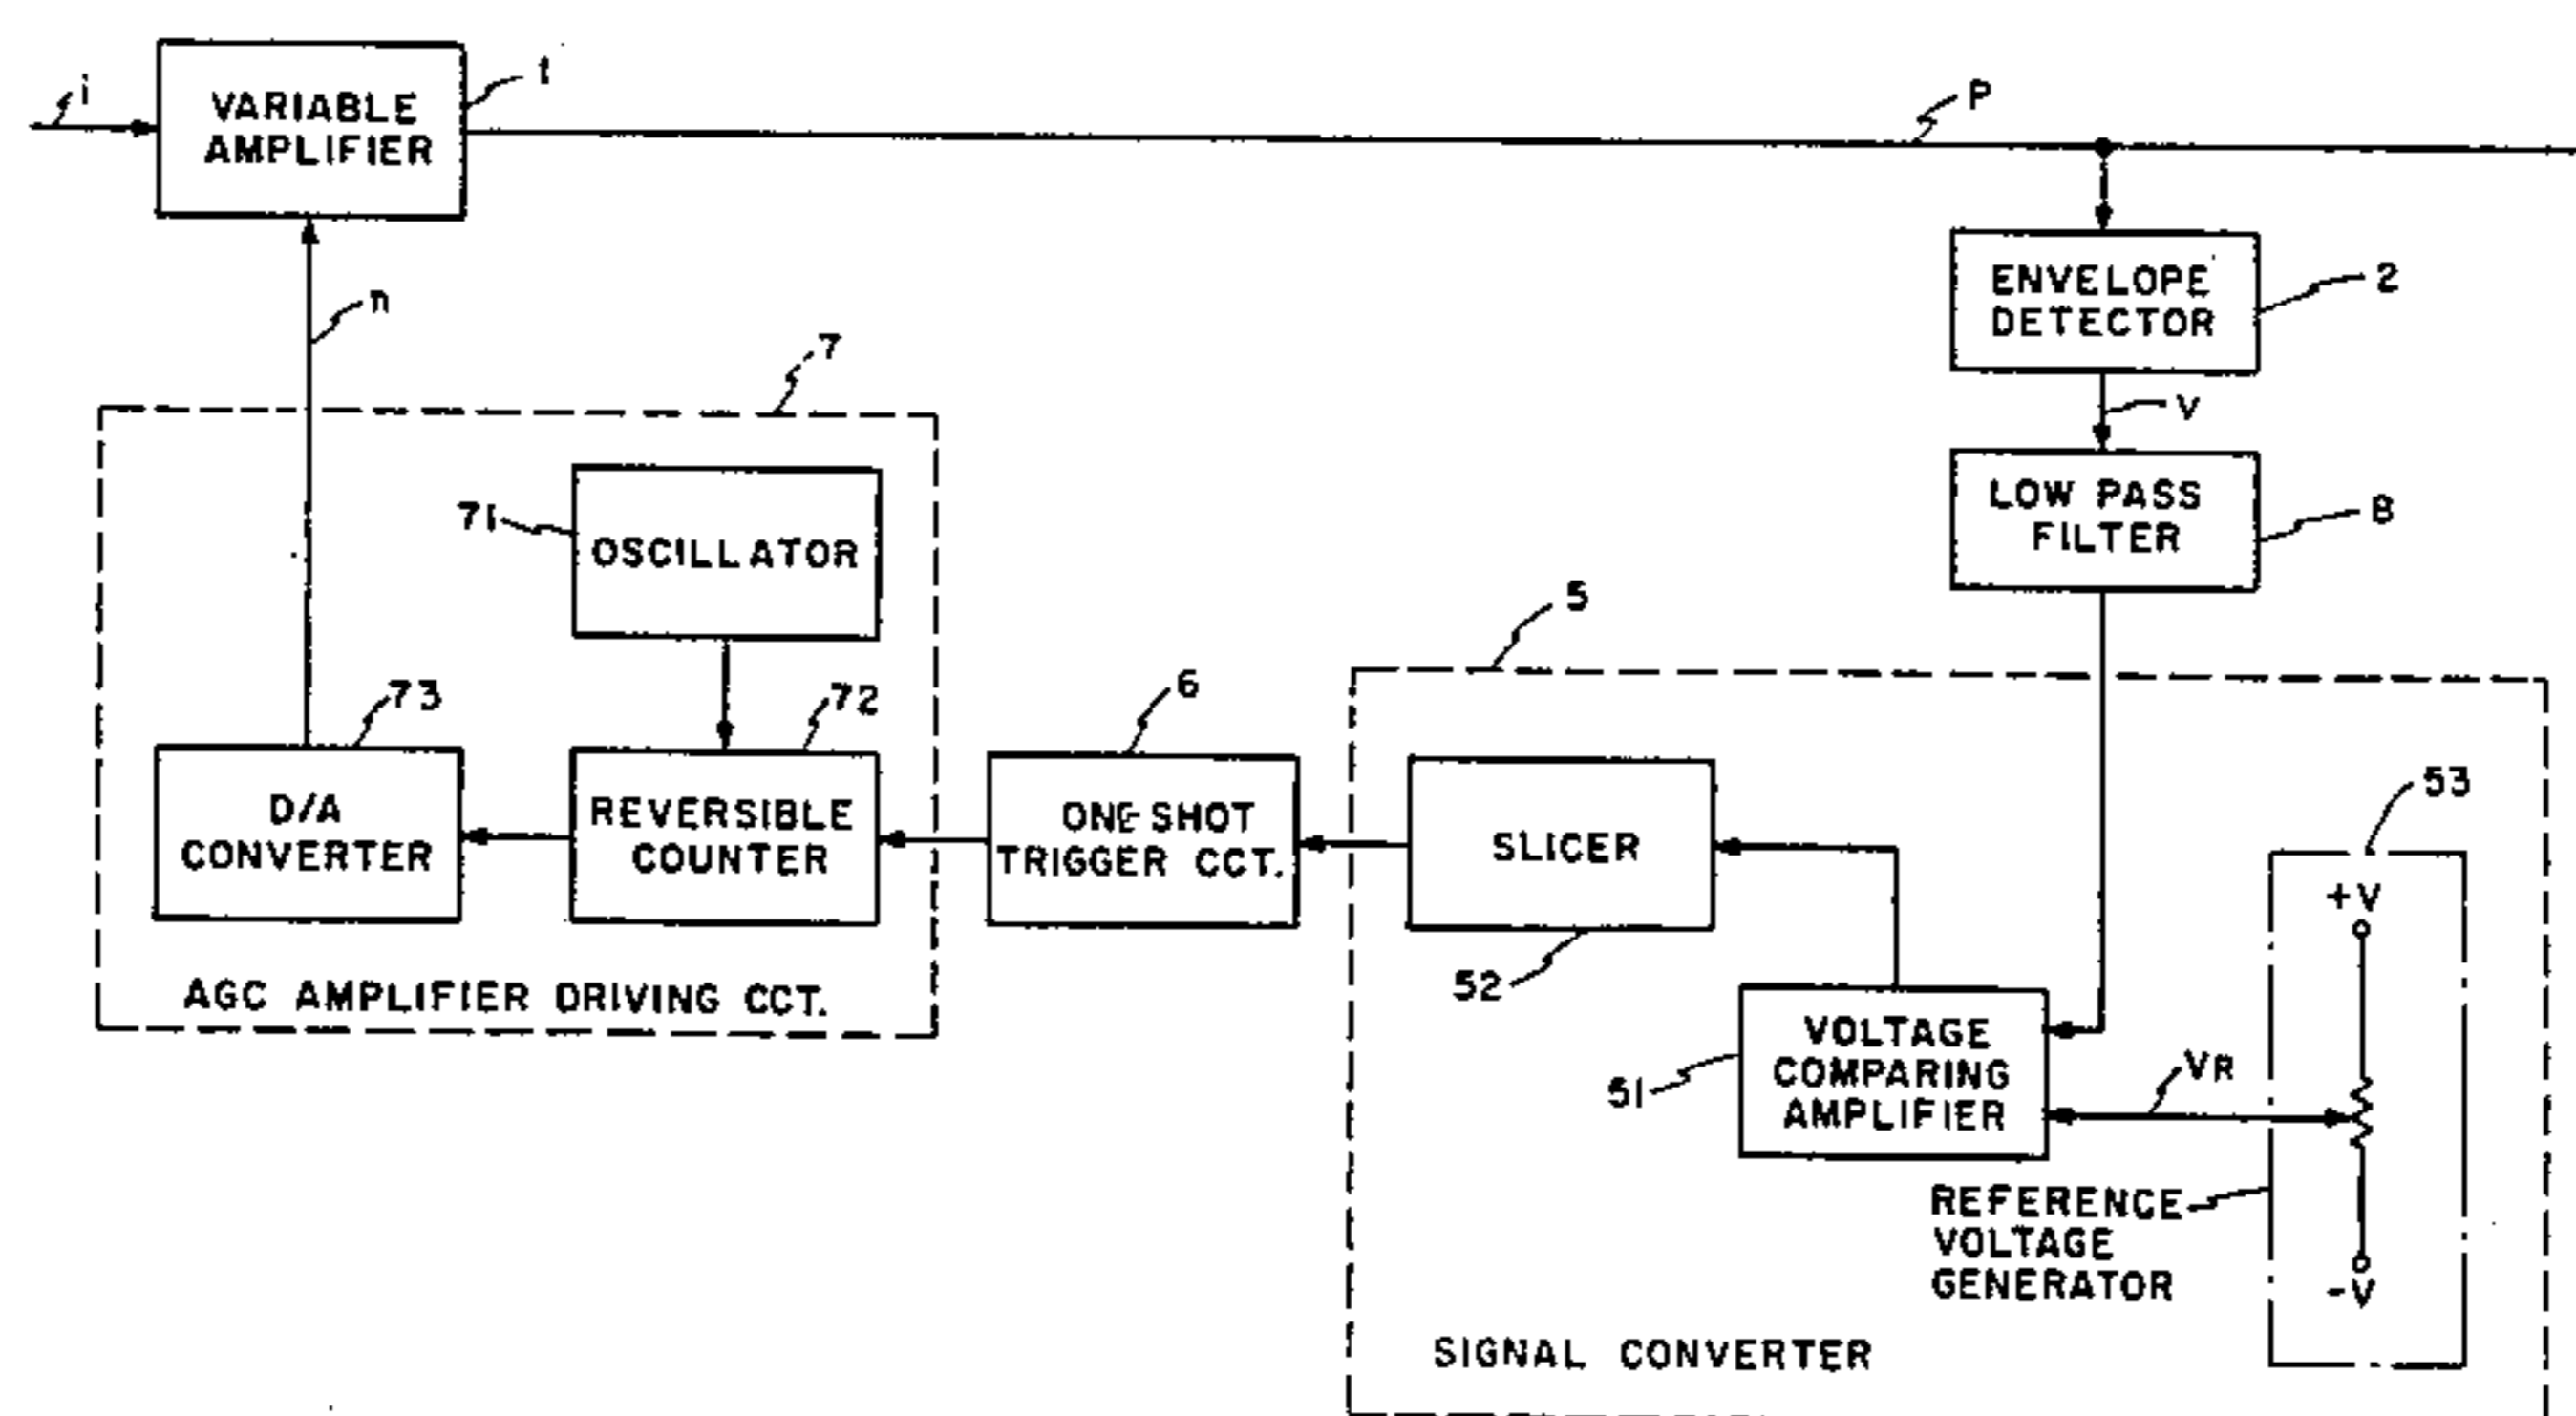 i
VARIABLE
AMPLIFIER
1
P
n
ENVELOPE
DETECTOR
2
V
LOW PASS
FILTER
8
7
71
OSCILLATOR
5
73
72
6
D/A
CONVERTER
REVERSIBLE
COUNTER
ONE-SHOT
TRIGGER CCT.
SLICER
52
53
+V
AGC AMPLIFIER DRIVING CCT.
51
VOLTAGE
COMPARING
AMPLIFIER
VR
REFERENCE
VOLTAGE
GENERATOR
-V
SIGNAL CONVERTER